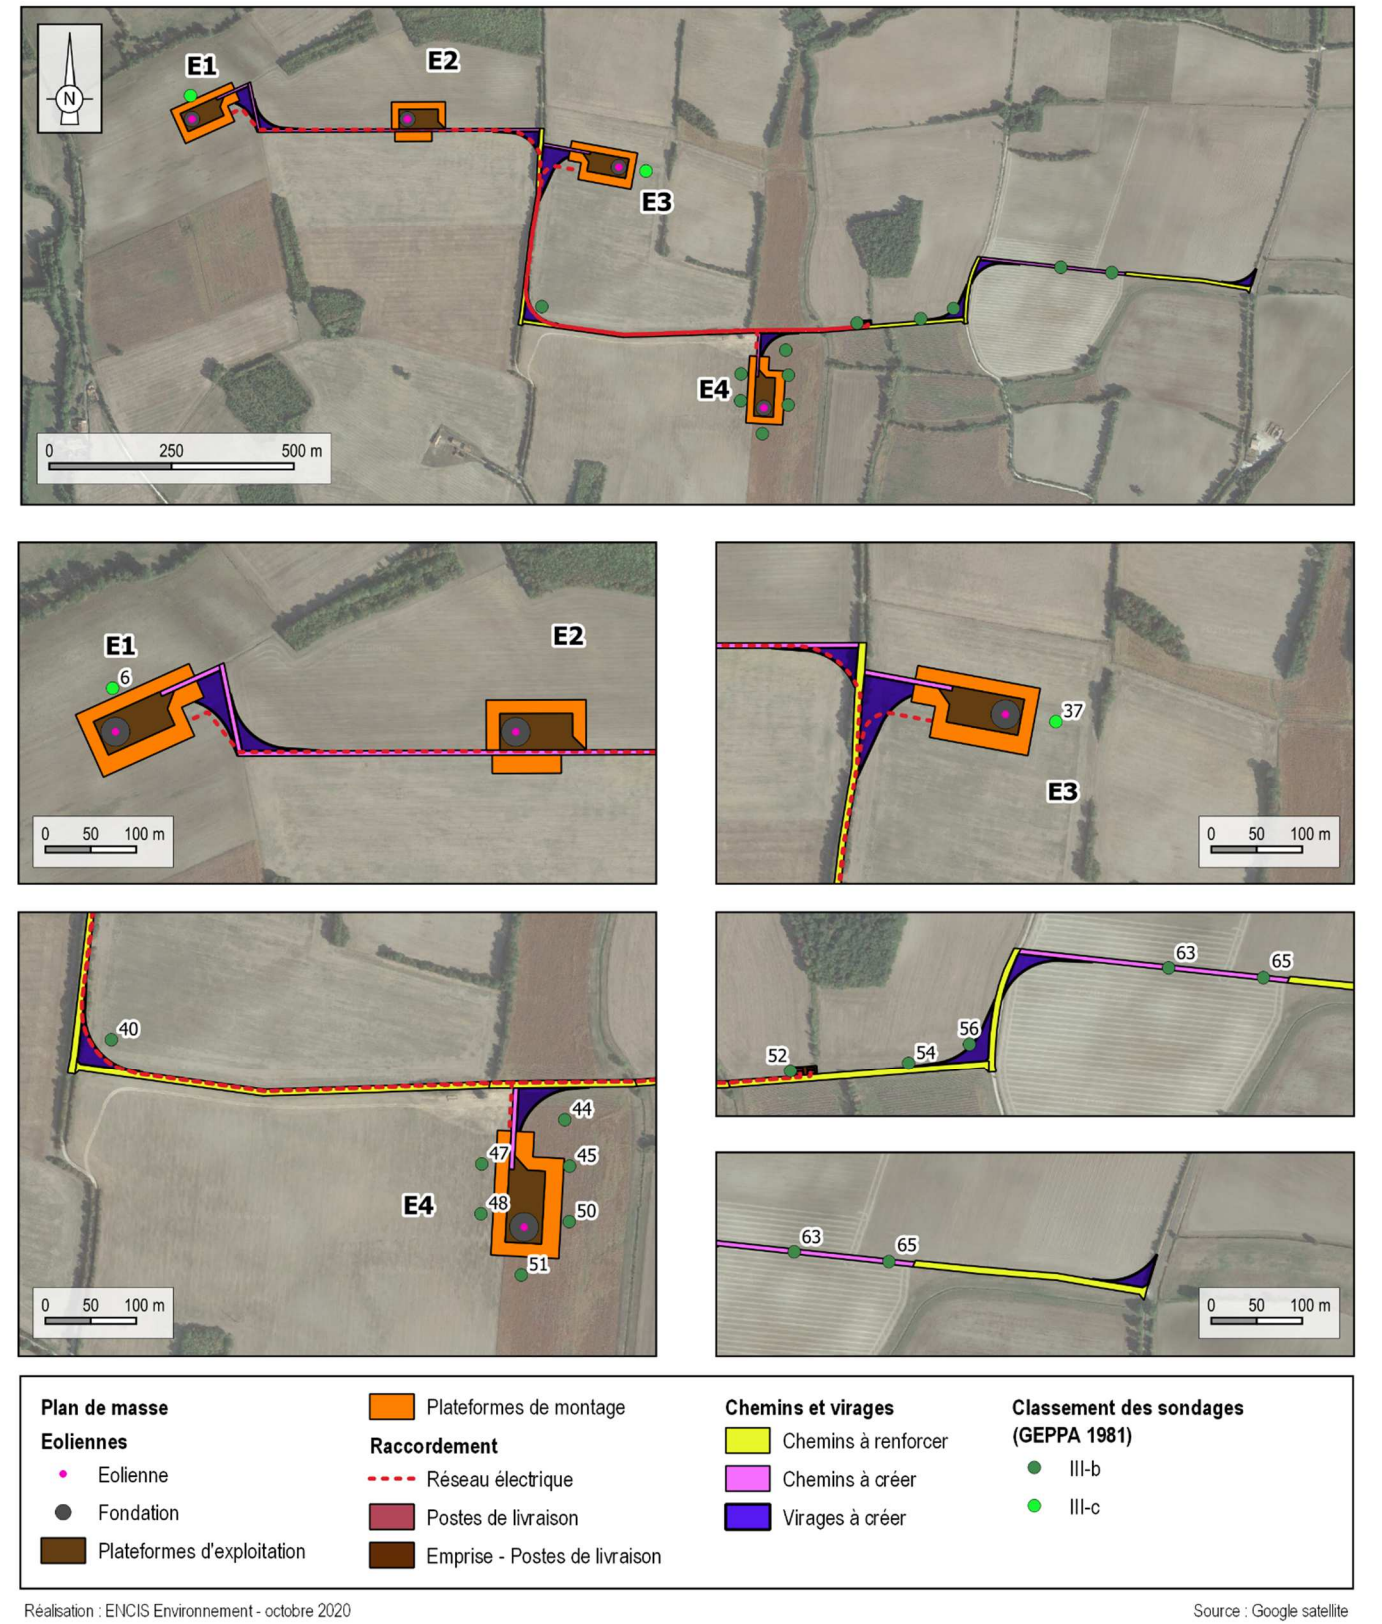 N
E1
E2
E3
E4
0 250 500 m
E1
6
E2
0 50 100 m
37
E3
0 50 100 m
40
44
47
45
E4
48
50
51
0 50 100 m
63
65
56
54
52
63
65
0 50 100 m
Plan de masse
Eoliennes
Eolienne
Fondation
Plateformes d'exploitation
Plateformes de montage
Raccordement
Réseau électrique
Postes de livraison
Emprise - Postes de livraison
Chemins et virages
Chemins à renforcer
Chemins à créer
Virages à créer
Classement des sondages
(GEPPA 1981)
III-b
III-c
Réalisation : ENCIS Environnement - octobre 2020
Source : Google satellite